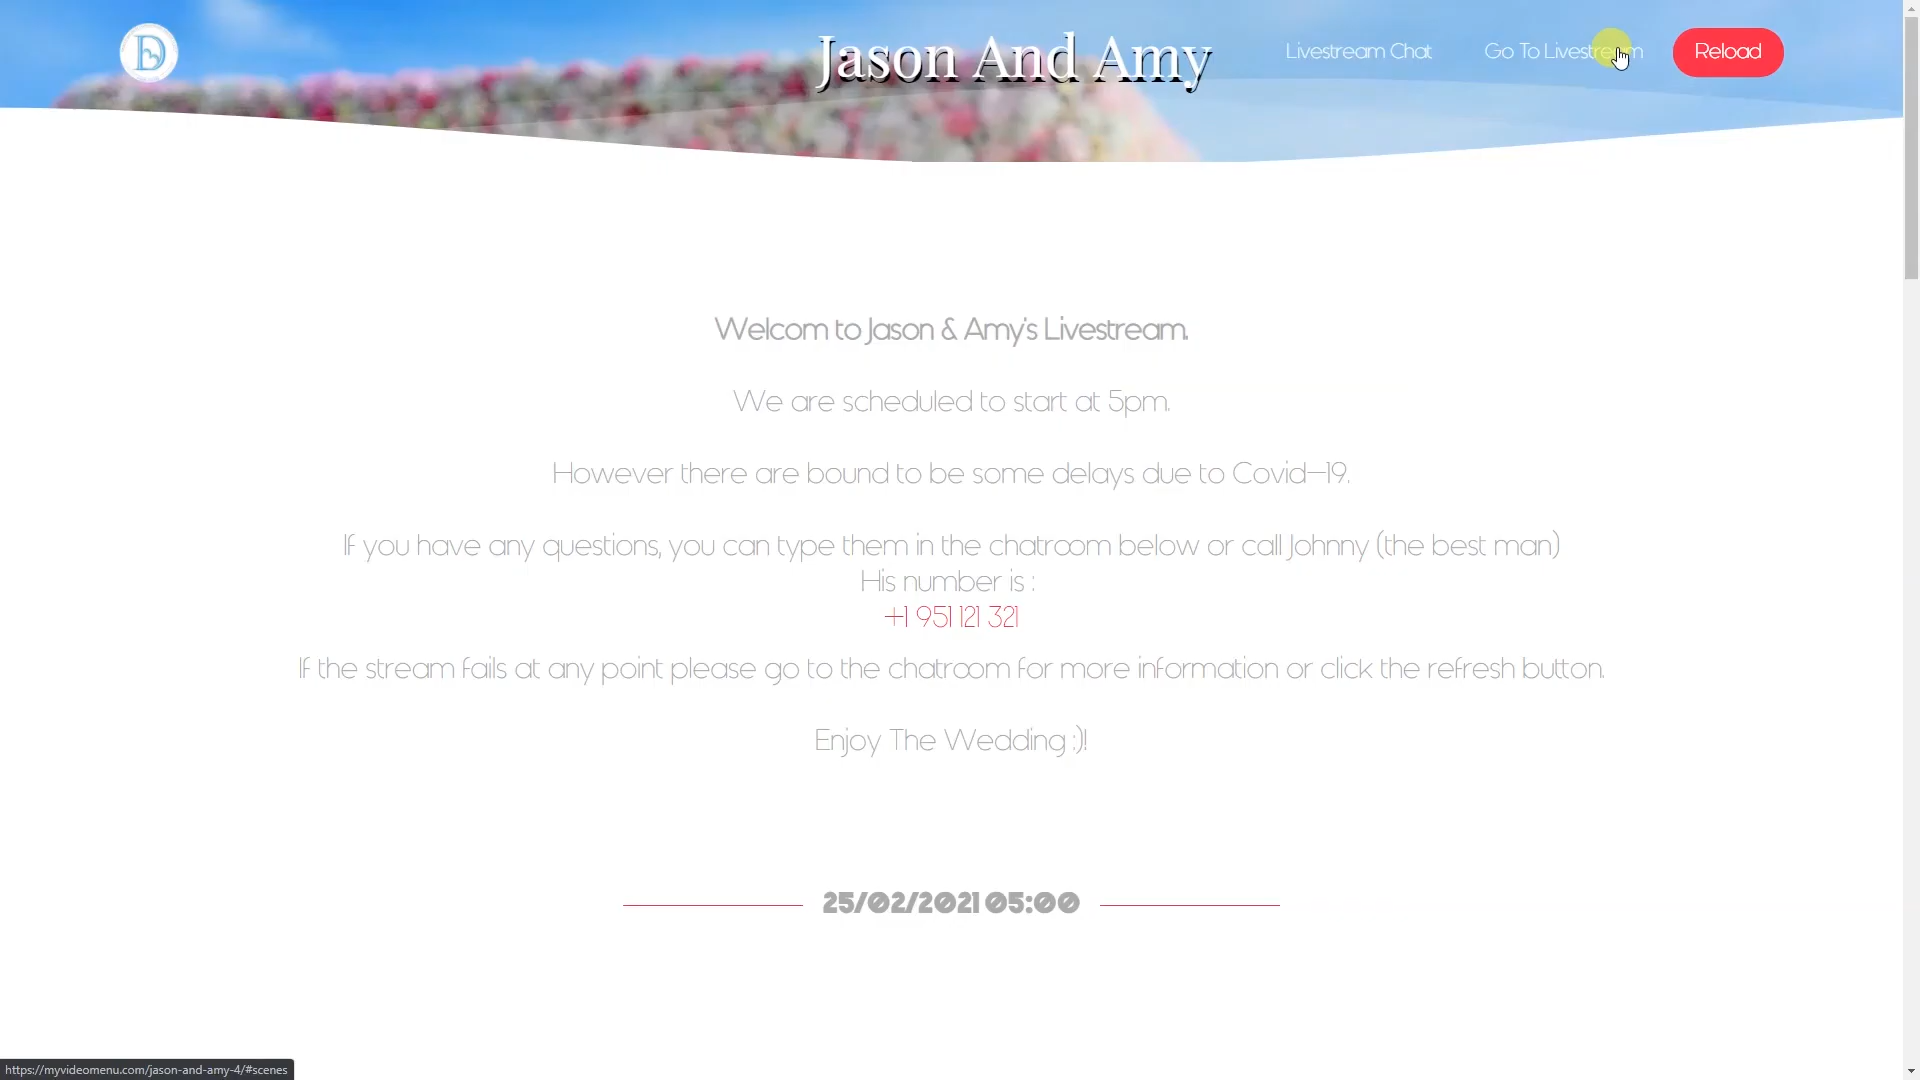 Jason And Amy
Livestream Chat
Go To Livestream
Reload
Welcom to Jason & Amy's Livestream.
We are scheduled to start at 5pm.
However there are bound to be some delays due to Covid-19.
If you have any questions, you can type them in the chatroom below or call Johnny (the best man)
His number is :
+1 951 121 321
If the stream fails at any point please go to the chatroom for more information or click the refresh button.
Enjoy The Wedding :)!
25/02/2021 05:00
https://myvideomenu.com/jason-and-amy-4/#scenes